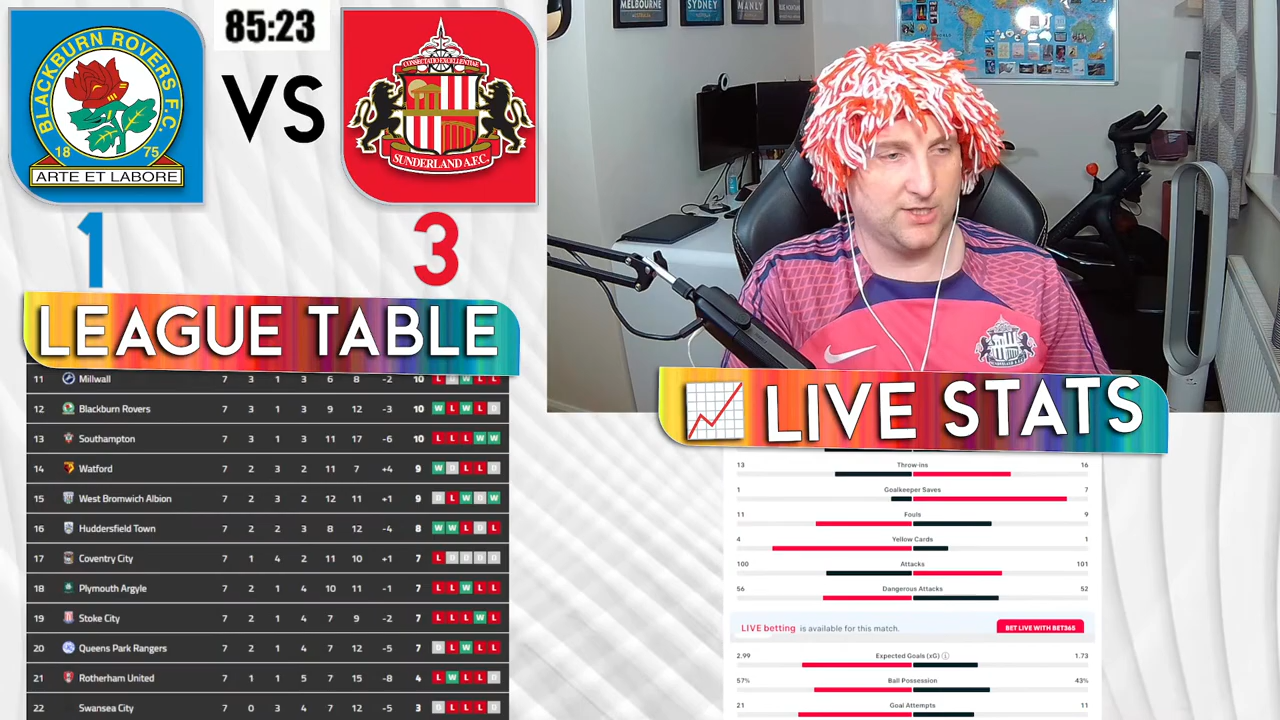 85:23
BLACKBURN ROVERS F.C.
18 75
ARTE ET LABORE
VS
CONSECTATIO EXCELLENTIAE
SUNDERLAND A.F.C.
MELBOURNE
AUSTRALIA
SYDNEY
MANLY
1
3
LEAGUE TABLE
11 Millwall 7 3 1 3 6 8 -2 10 L D W L L
12 Blackburn Rovers 7 3 1 3 9 12 -3 10 W L W L D
13 Southampton 7 3 1 3 11 17 -6 10 L L L W W
14 Watford 7 2 3 2 11 7 +4 9 W D L L D
15 West Bromwich Albion 7 2 3 2 12 11 +1 9 D L W D W
16 Huddersfield Town 7 2 2 3 8 12 -4 8 W W L D L
17 Coventry City 7 1 4 2 11 10 +1 7 L D D D D
18 Plymouth Argyle 7 2 1 4 10 11 -1 7 L L W L L
19 Stoke City 7 2 1 4 7 9 -2 7 L L L W L
20 Queens Park Rangers 7 2 1 4 7 12 -5 7 D L W L L
21 Rotherham United 7 1 1 5 7 15 -8 4 L W L L D
22 Swansea City 7 0 3 4 7 12 -5 3 D L L L D
LIVE STATS
13 Throw-ins 16
1 Goalkeeper Saves 7
11 Fouls 9
4 Yellow Cards 1
100 Attacks 101
56 Dangerous Attacks 52
LIVE betting is available for this match.
BET LIVE WITH BET365
2.99 Expected Goals (xG) 1.73
57% Ball Possession 43%
21 Goal Attempts 11